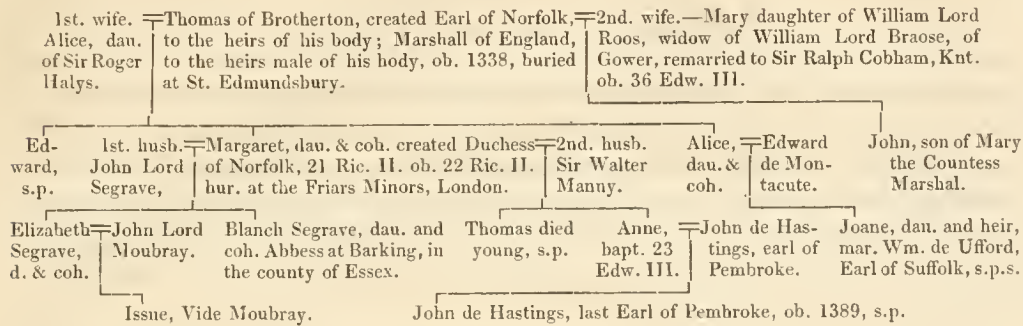 1st. wife.
Alice, dau.
of Sir Roger
Halys.
Thomas of Brotherton, created Earl of Norfolk,
to the heirs of his body; Marshall of England,
to the heirs male of his hody, ob. 1338, buried
at St. Edmundsbury.
2nd. wife.—Mary daughter of William Lord
Roos, widow of William Lord Braose, of
Gower, remarried to Sir Ralph Cobham, Knt.
ob. 36 Edw. III.
Ed-
ward,
s.p.
1st. husb.
John Lord
Segrave,
Margaret, dau. & coh. created Duchess
of Norfolk, 21 Ric. II. ob. 22 Ric. II.
hur. at the Friars Minors, London.
2nd. husb.
Sir Walter
Manny.
Alice,
dau. &
coh.
Edward
de Mon-
tacute.
John, son of Mary
the Countess
Marshal.
Elizabeth
Segrave,
d. & coh.
John Lord
Moubray.
Blanch Segrave, dau. and
coh. Abbess at Barking, in
the county of Essex.
Thomas died
young, s.p.
Anne,
bapt. 23
Edw. III.
John de Has-
tings, earl of
Pembroke.
Joane, dau. and heir,
mar. Wm. de Ufford,
Earl of Suffolk, s.p.s.
Issue, Vide Moubray.
John de Hastings, last Earl of Pembroke, ob. 1389, s.p.